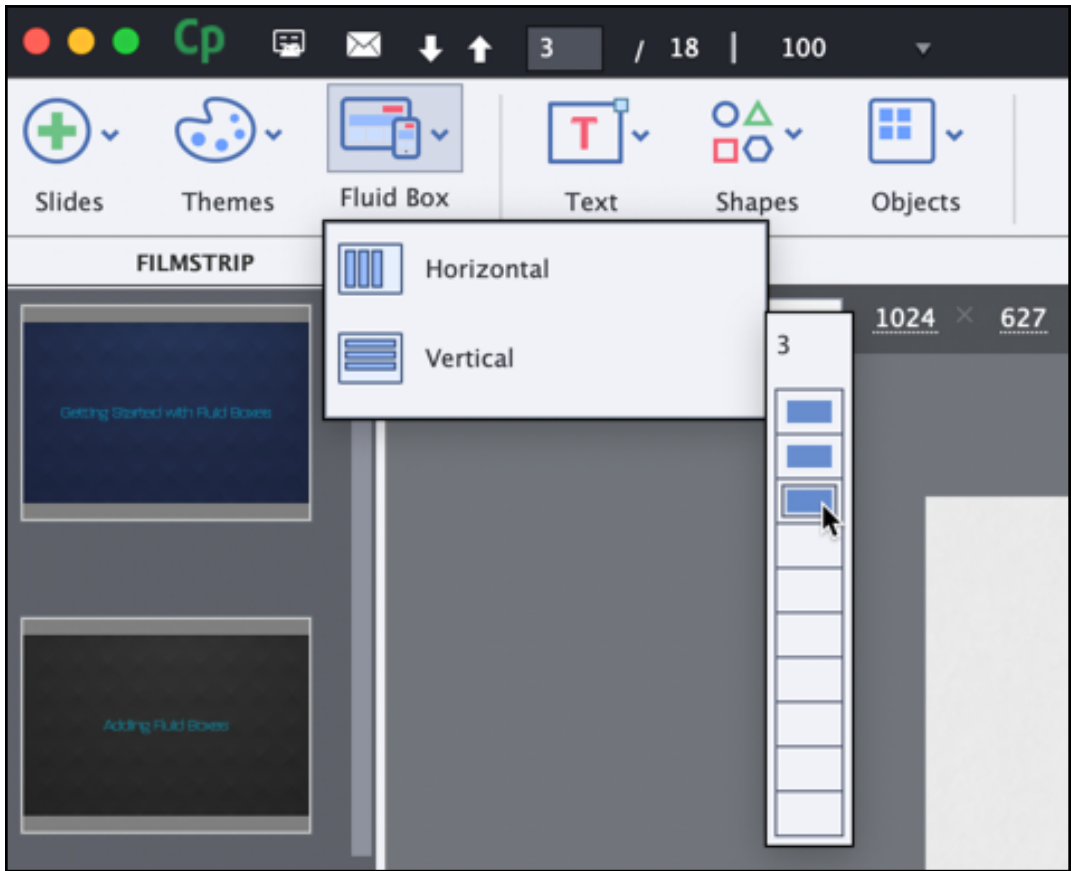 Cp 3 / 18 | 100
Slides Themes Fluid Box Text Shapes Objects
FILMSTRIP
Horizontal
1024 × 627
3
Vertical
Getting Started with Fluid Boxes
Adding Fluid Boxes